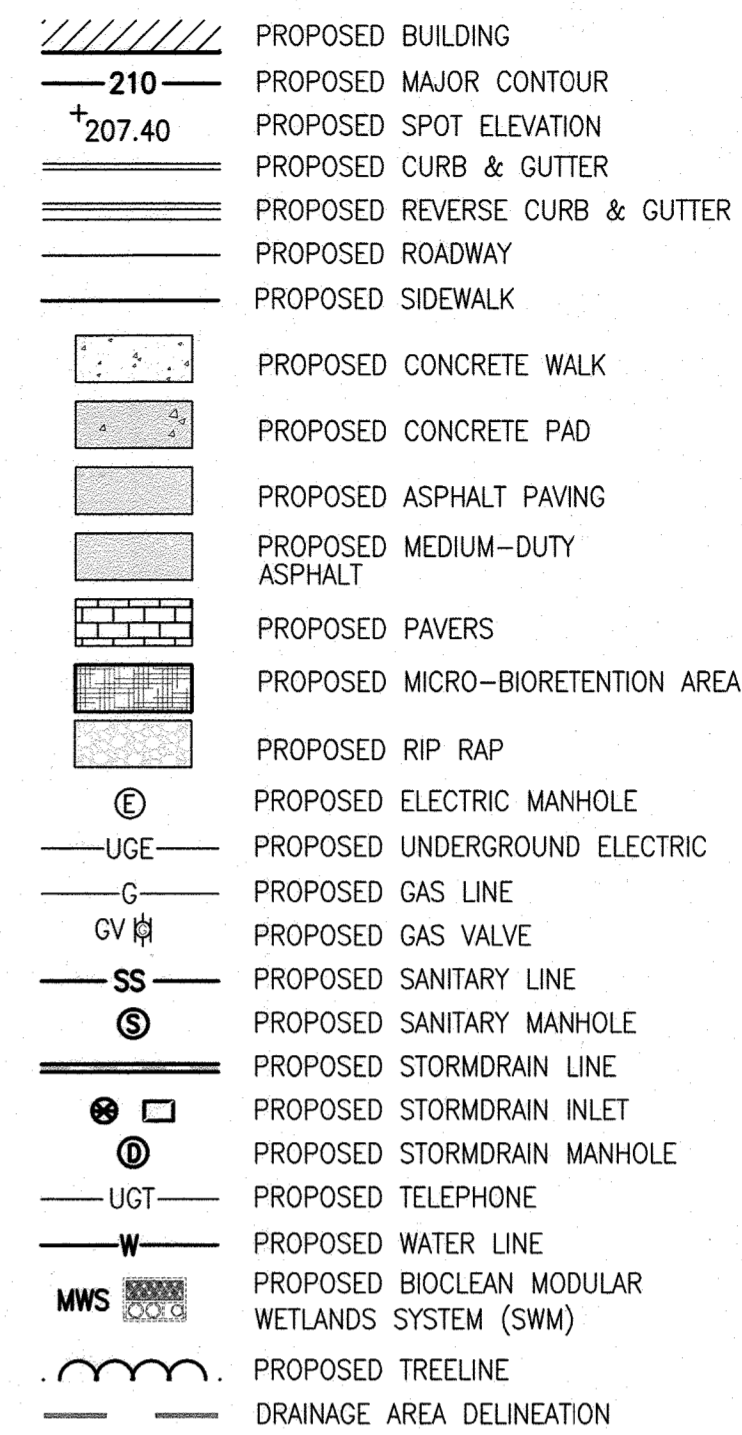 PROPOSED BUILDING
210 PROPOSED MAJOR CONTOUR
+207.40 PROPOSED SPOT ELEVATION
PROPOSED CURB & GUTTER
PROPOSED REVERSE CURB & GUTTER
PROPOSED ROADWAY
PROPOSED SIDEWALK
PROPOSED CONCRETE WALK
PROPOSED CONCRETE PAD
PROPOSED ASPHALT PAVING
PROPOSED MEDIUM-DUTY
ASPHALT
PROPOSED PAVERS
PROPOSED MICRO-BIORETENTION AREA
PROPOSED RIP RAP
E PROPOSED ELECTRIC MANHOLE
UGE PROPOSED UNDERGROUND ELECTRIC
G PROPOSED GAS LINE
GV G PROPOSED GAS VALVE
SS PROPOSED SANITARY LINE
S PROPOSED SANITARY MANHOLE
PROPOSED STORMDRAIN LINE
PROPOSED STORMDRAIN INLET
D PROPOSED STORMDRAIN MANHOLE
UGT PROPOSED TELEPHONE
W PROPOSED WATER LINE
MWS PROPOSED BIOCLEAN MODULAR
WETLANDS SYSTEM (SWM)
PROPOSED TREELINE
DRAINAGE AREA DELINEATION